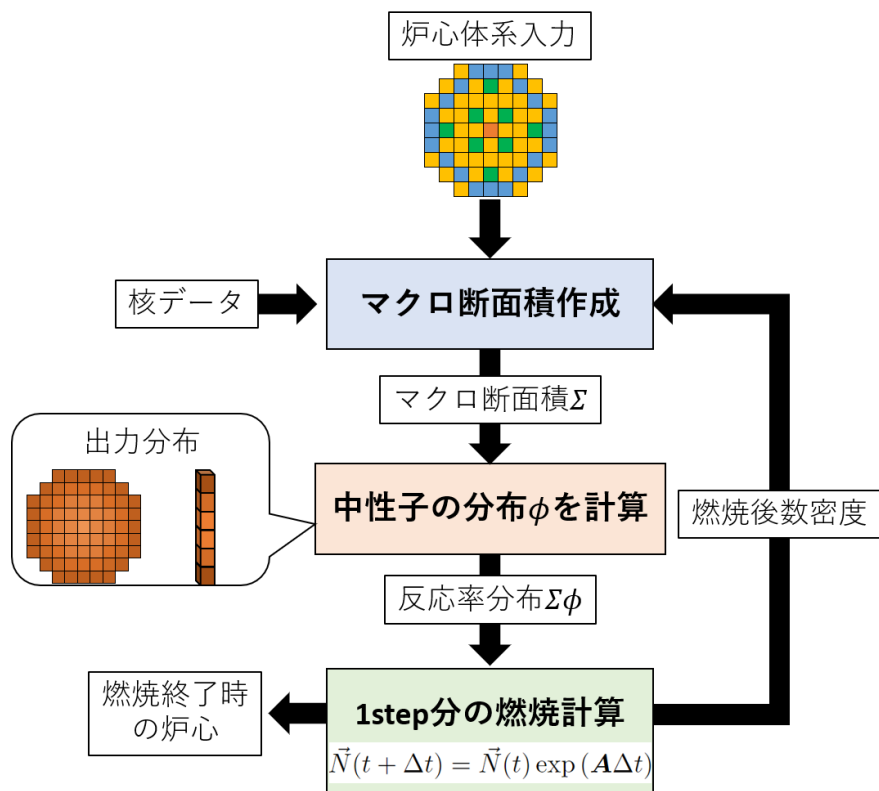 炉心体系入力
核データ
マクロ断面積作成
マクロ断面積Σ
出力分布
中性子の分布ϕを計算
燃焼後数密度
反応率分布Σϕ
燃焼終了時
の炉心
1step分の燃焼計算
\vec{N}(t + Δt) = \vec{N}(t) exp (AΔt)